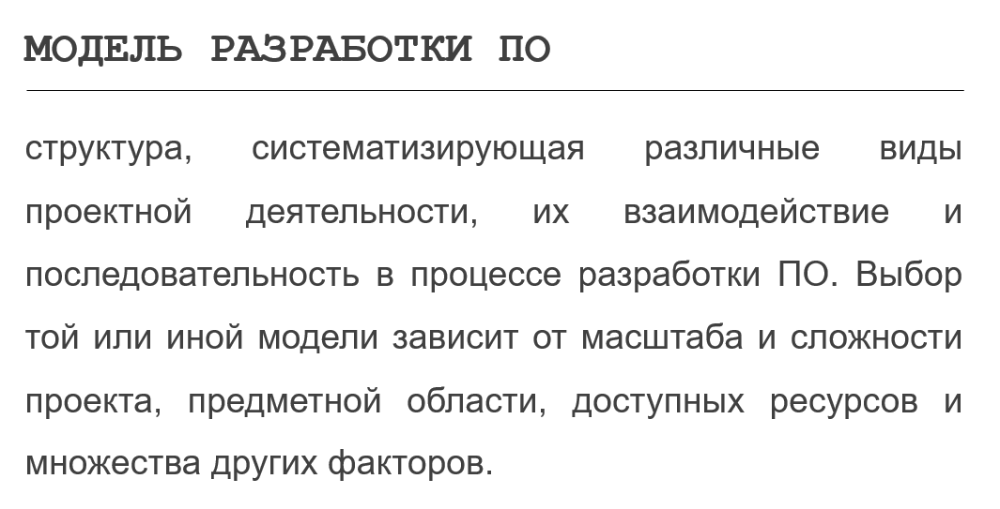 МОДЕЛЬ РАЗРАБОТКИ ПО
структура, систематизирующая различные виды
проектной деятельности, их взаимодействие и
последовательность в процессе разработки ПО. Выбор
той или иной модели зависит от масштаба и сложности
проекта, предметной области, доступных ресурсов и
множества других факторов.